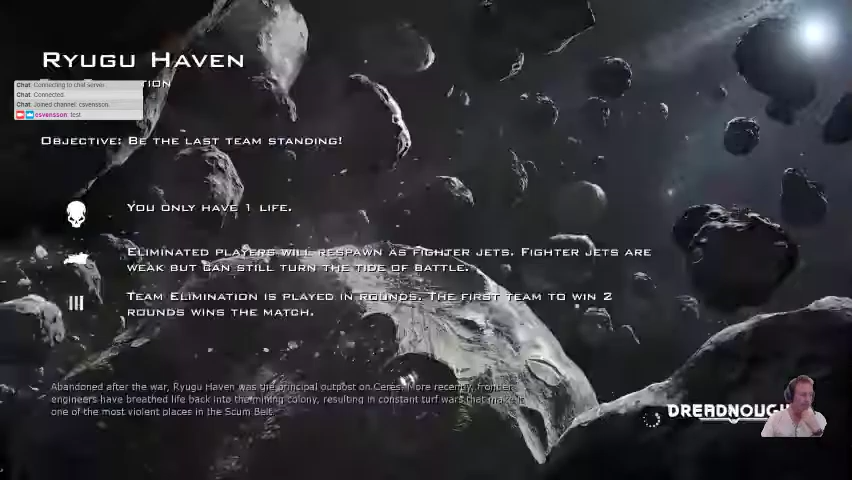 RYUGU HAVEN
TION
Chat: Connecting to chat server.
Chat: Connected.
Chat: Joined channel: csvensson.
csvensson: test
OBJECTIVE: BE THE LAST TEAM STANDING!
YOU ONLY HAVE 1 LIFE.
ELIMINATED PLAYERS WILL RESPAWN AS FIGHTER JETS. FIGHTER JETS ARE
WEAK BUT CAN STILL TURN THE TIDE OF BATTLE.
TEAM ELIMINATION IS PLAYED IN ROUNDS. THE FIRST TEAM TO WIN 2
ROUNDS WINS THE MATCH.
Abandoned after the war, Ryugu Haven was the principal outpost on Ceres. More recently, frontier
engineers have breathed life back into the mining colony, resulting in constant turf wars that make it
one of the most violent places in the Scum Belt.
DREADNOUG